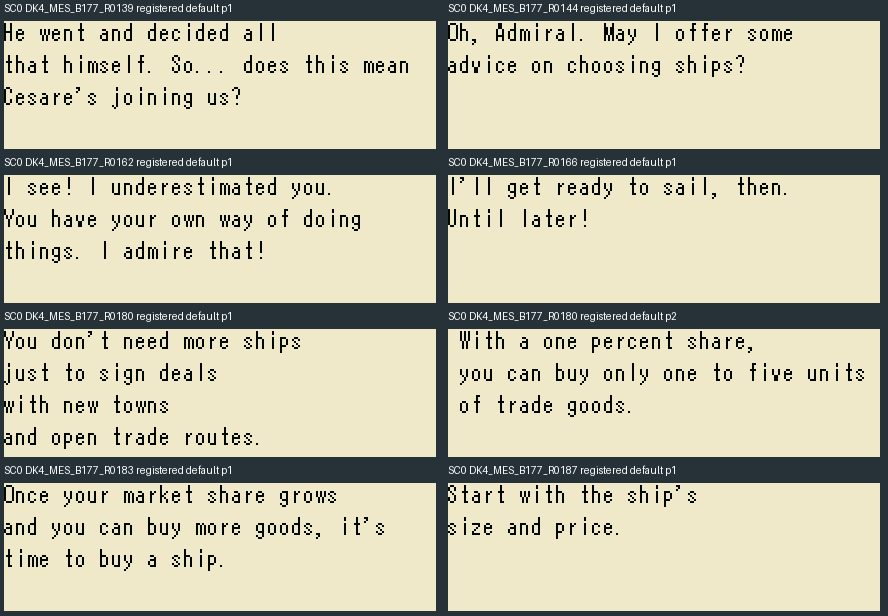 SC0 DK4_MES_B177_R0139 registered default p1
He went and decided all
that himself. So... does this mean
Cesare's joining us?
SC0 DK4_MES_B177_R0144 registered default p1
Oh, Admiral. May I offer some
advice on choosing ships?
SC0 DK4_MES_B177_R0162 registered default p1
I see! I underestimated you.
You have your own way of doing
things. I admire that!
SC0 DK4_MES_B177_R0166 registered default p1
I'll get ready to sail, then.
Until later!
SC0 DK4_MES_B177_R0180 registered default p1
You don't need more ships
just to sign deals
with new towns
and open trade routes.
SC0 DK4_MES_B177_R0180 registered default p2
With a one percent share,
you can buy only one to five units
of trade goods.
SC0 DK4_MES_B177_R0183 registered default p1
Once your market share grows
and you can buy more goods, it's
time to buy a ship.
SC0 DK4_MES_B177_R0187 registered default p1
Start with the ship's
size and price.